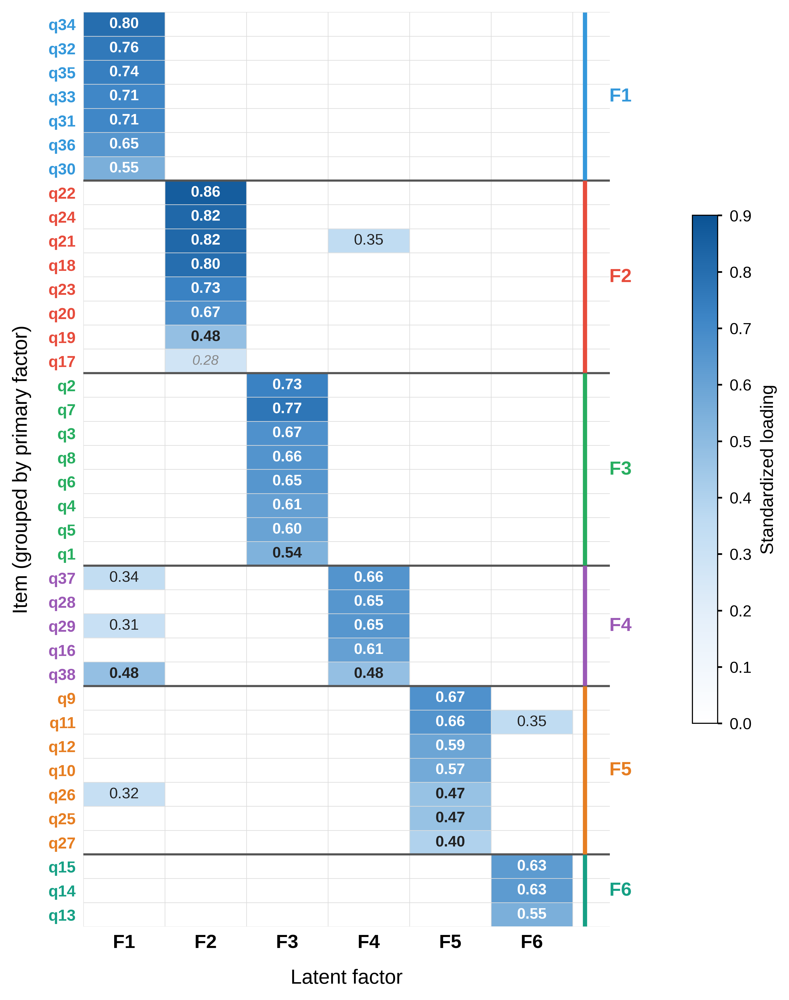 q34 0.80
q32 0.76
q35 0.74
q33 0.71 F1
q31 0.71
q36 0.65
q30 0.55
q22 0.86
q24 0.82
q21 0.82 0.35
q18 0.80
F2
q23 0.73
q20 0.67
q19 0.48
q17 0.28
q2 0.73
q7 0.77
q3 0.67
q8 0.66
F3
q6 0.65
q4 0.61
q5 0.60
q1 0.54
q37 0.34 0.66
q28 0.65
q29 0.31 0.65 F4
q16 0.61
q38 0.48 0.48
q9 0.67
q11 0.66 0.35
q12 0.59
q10 0.57 F5
q26 0.32 0.47
q25 0.47
q27 0.40
q15 0.63
q14 0.63 F6
q13 0.55
F1 F2 F3 F4 F5 F6
Latent factor
Item (grouped by primary factor)
0.9
0.8
0.7
0.6
0.5
0.4
0.3
0.2
0.1
0.0
Standardized loading